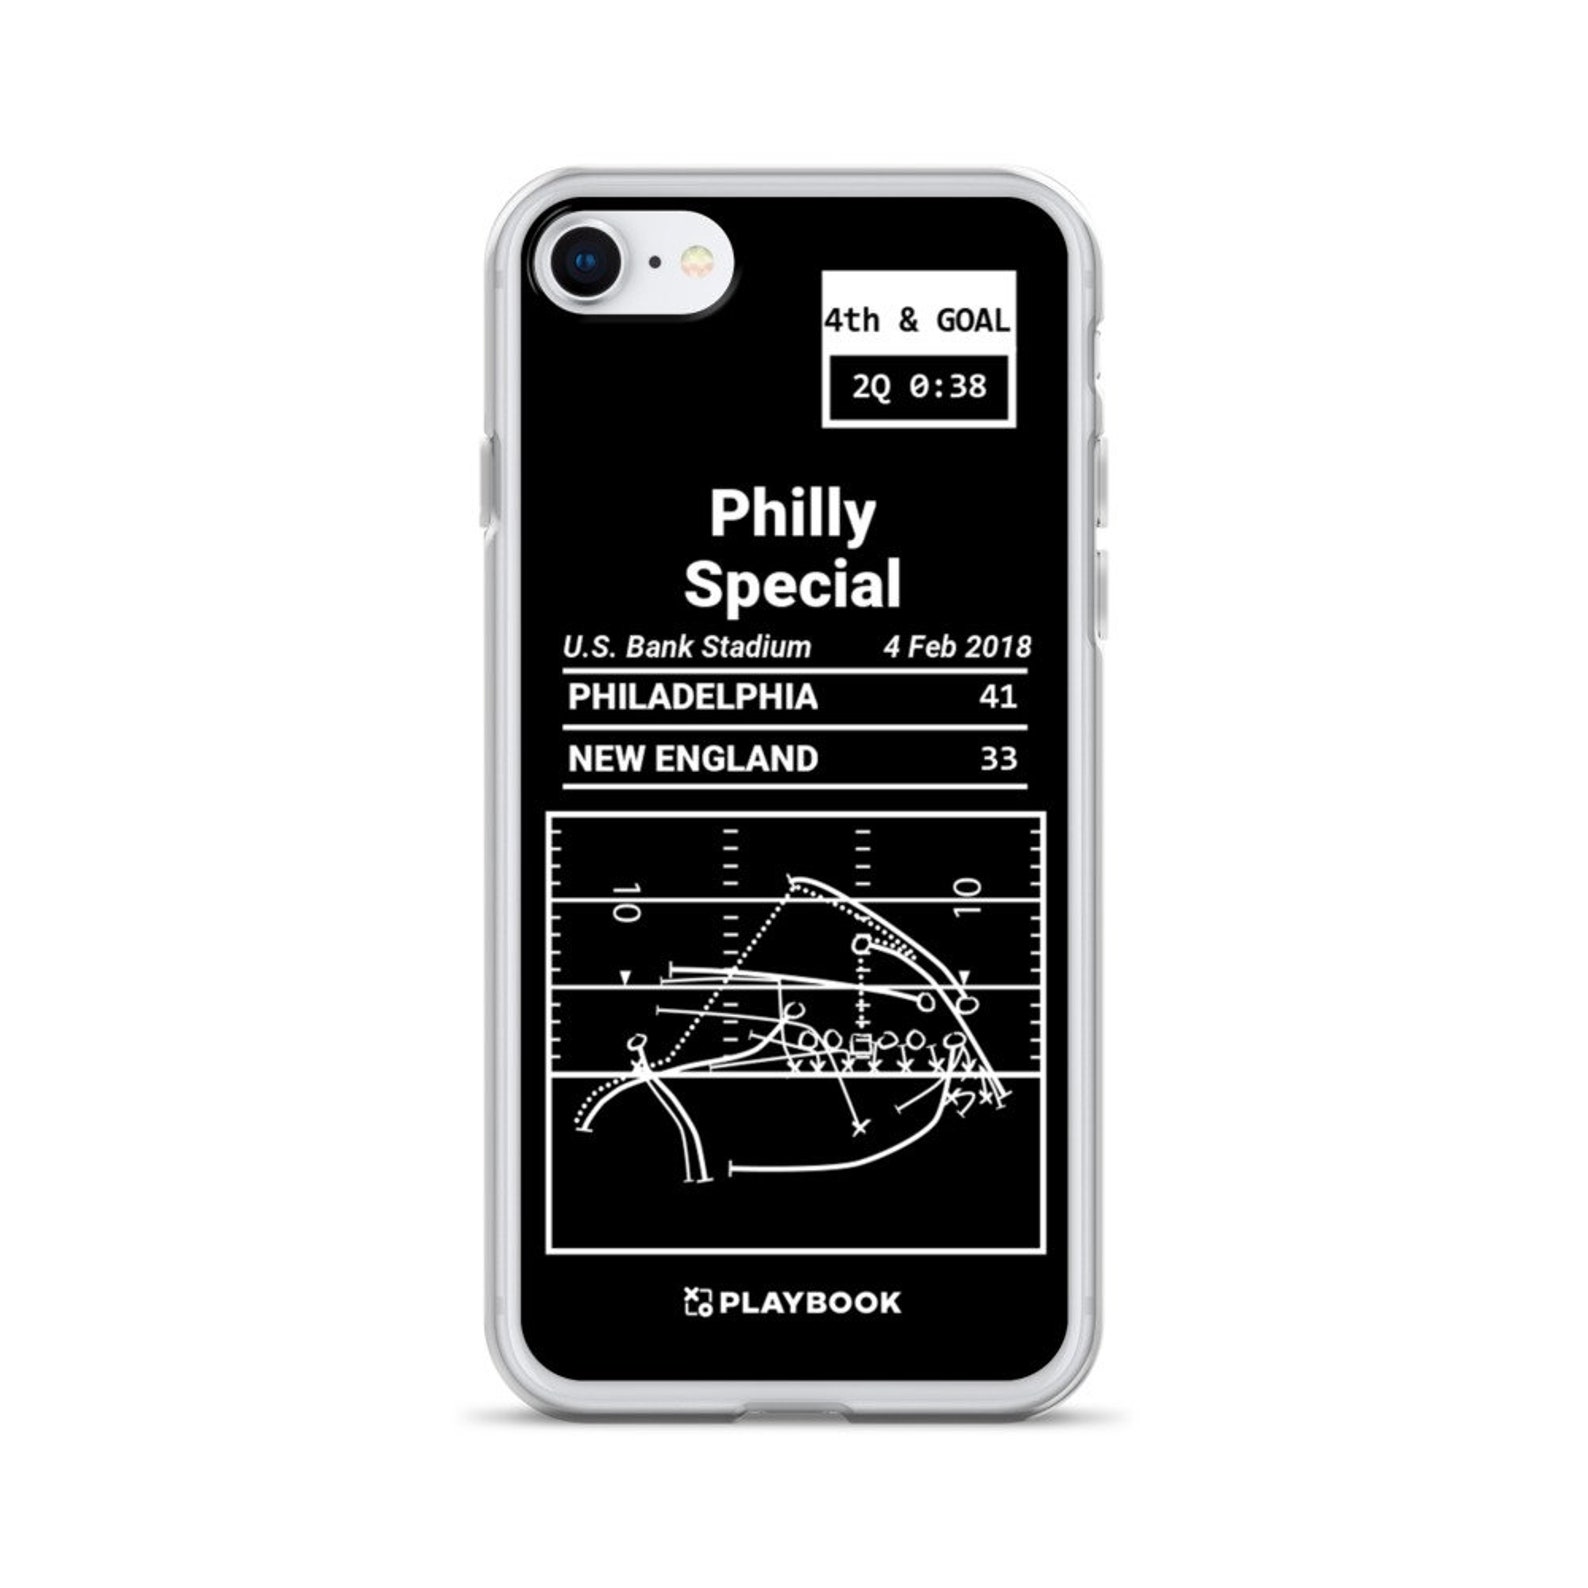 4th & GOAL
2Q 0:38
Philly
Special
U.S. Bank Stadium 4 Feb 2018
PHILADELPHIA 41
NEW ENGLAND 33
10 10
PLAYBOOK